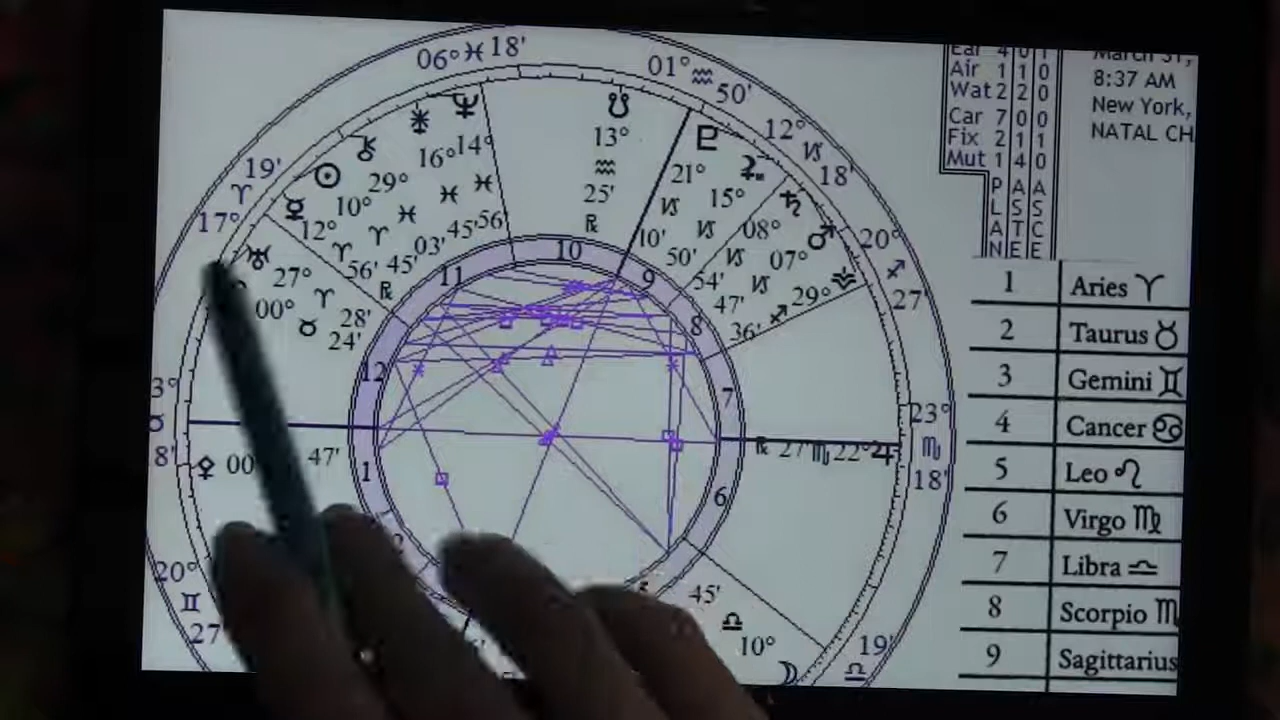 06° ♓ 18'
01° ♒ 50'
12° ♑ 18'
20° ♐ 27'
23° ♏ 18'
19' ♎
17° ♈ 19'
3° ♉ 8'
20° ♊ 27
♆ 14° ♓ 56'
16° ♓ 45'
⚷ 29° ♓ 03'
☉ 10° ♈ 45'
☿ 12° ♈ 56' ℞
♅ 27° ♈ 28'
00° ♉ 24'
☋ 13° ♒ 25' ℞
♇ 21° ♑ 10'
15° ♑ 50'
♄ 08° ♑ 54'
♂ 07° ♑ 47'
29° ♐ 36'
℞ 27' ♏ 22° ♃
00 47'
45' ♎ 10° ☽
10
11
12
1
2
5
6
7
8
9
Ear 4 0 1
Air 1 1 0
Wat 2 2 0
Car 7 0 0
Fix 2 1 1
Mut 1 4 0
P A A
L S S
A T C
N E E
March 31,
8:37 AM
New York,
NATAL CH
1 Aries ♈
2 Taurus ♉
3 Gemini ♊
4 Cancer ♋
5 Leo ♌
6 Virgo ♍
7 Libra ♎
8 Scorpio ♏
9 Sagittarius